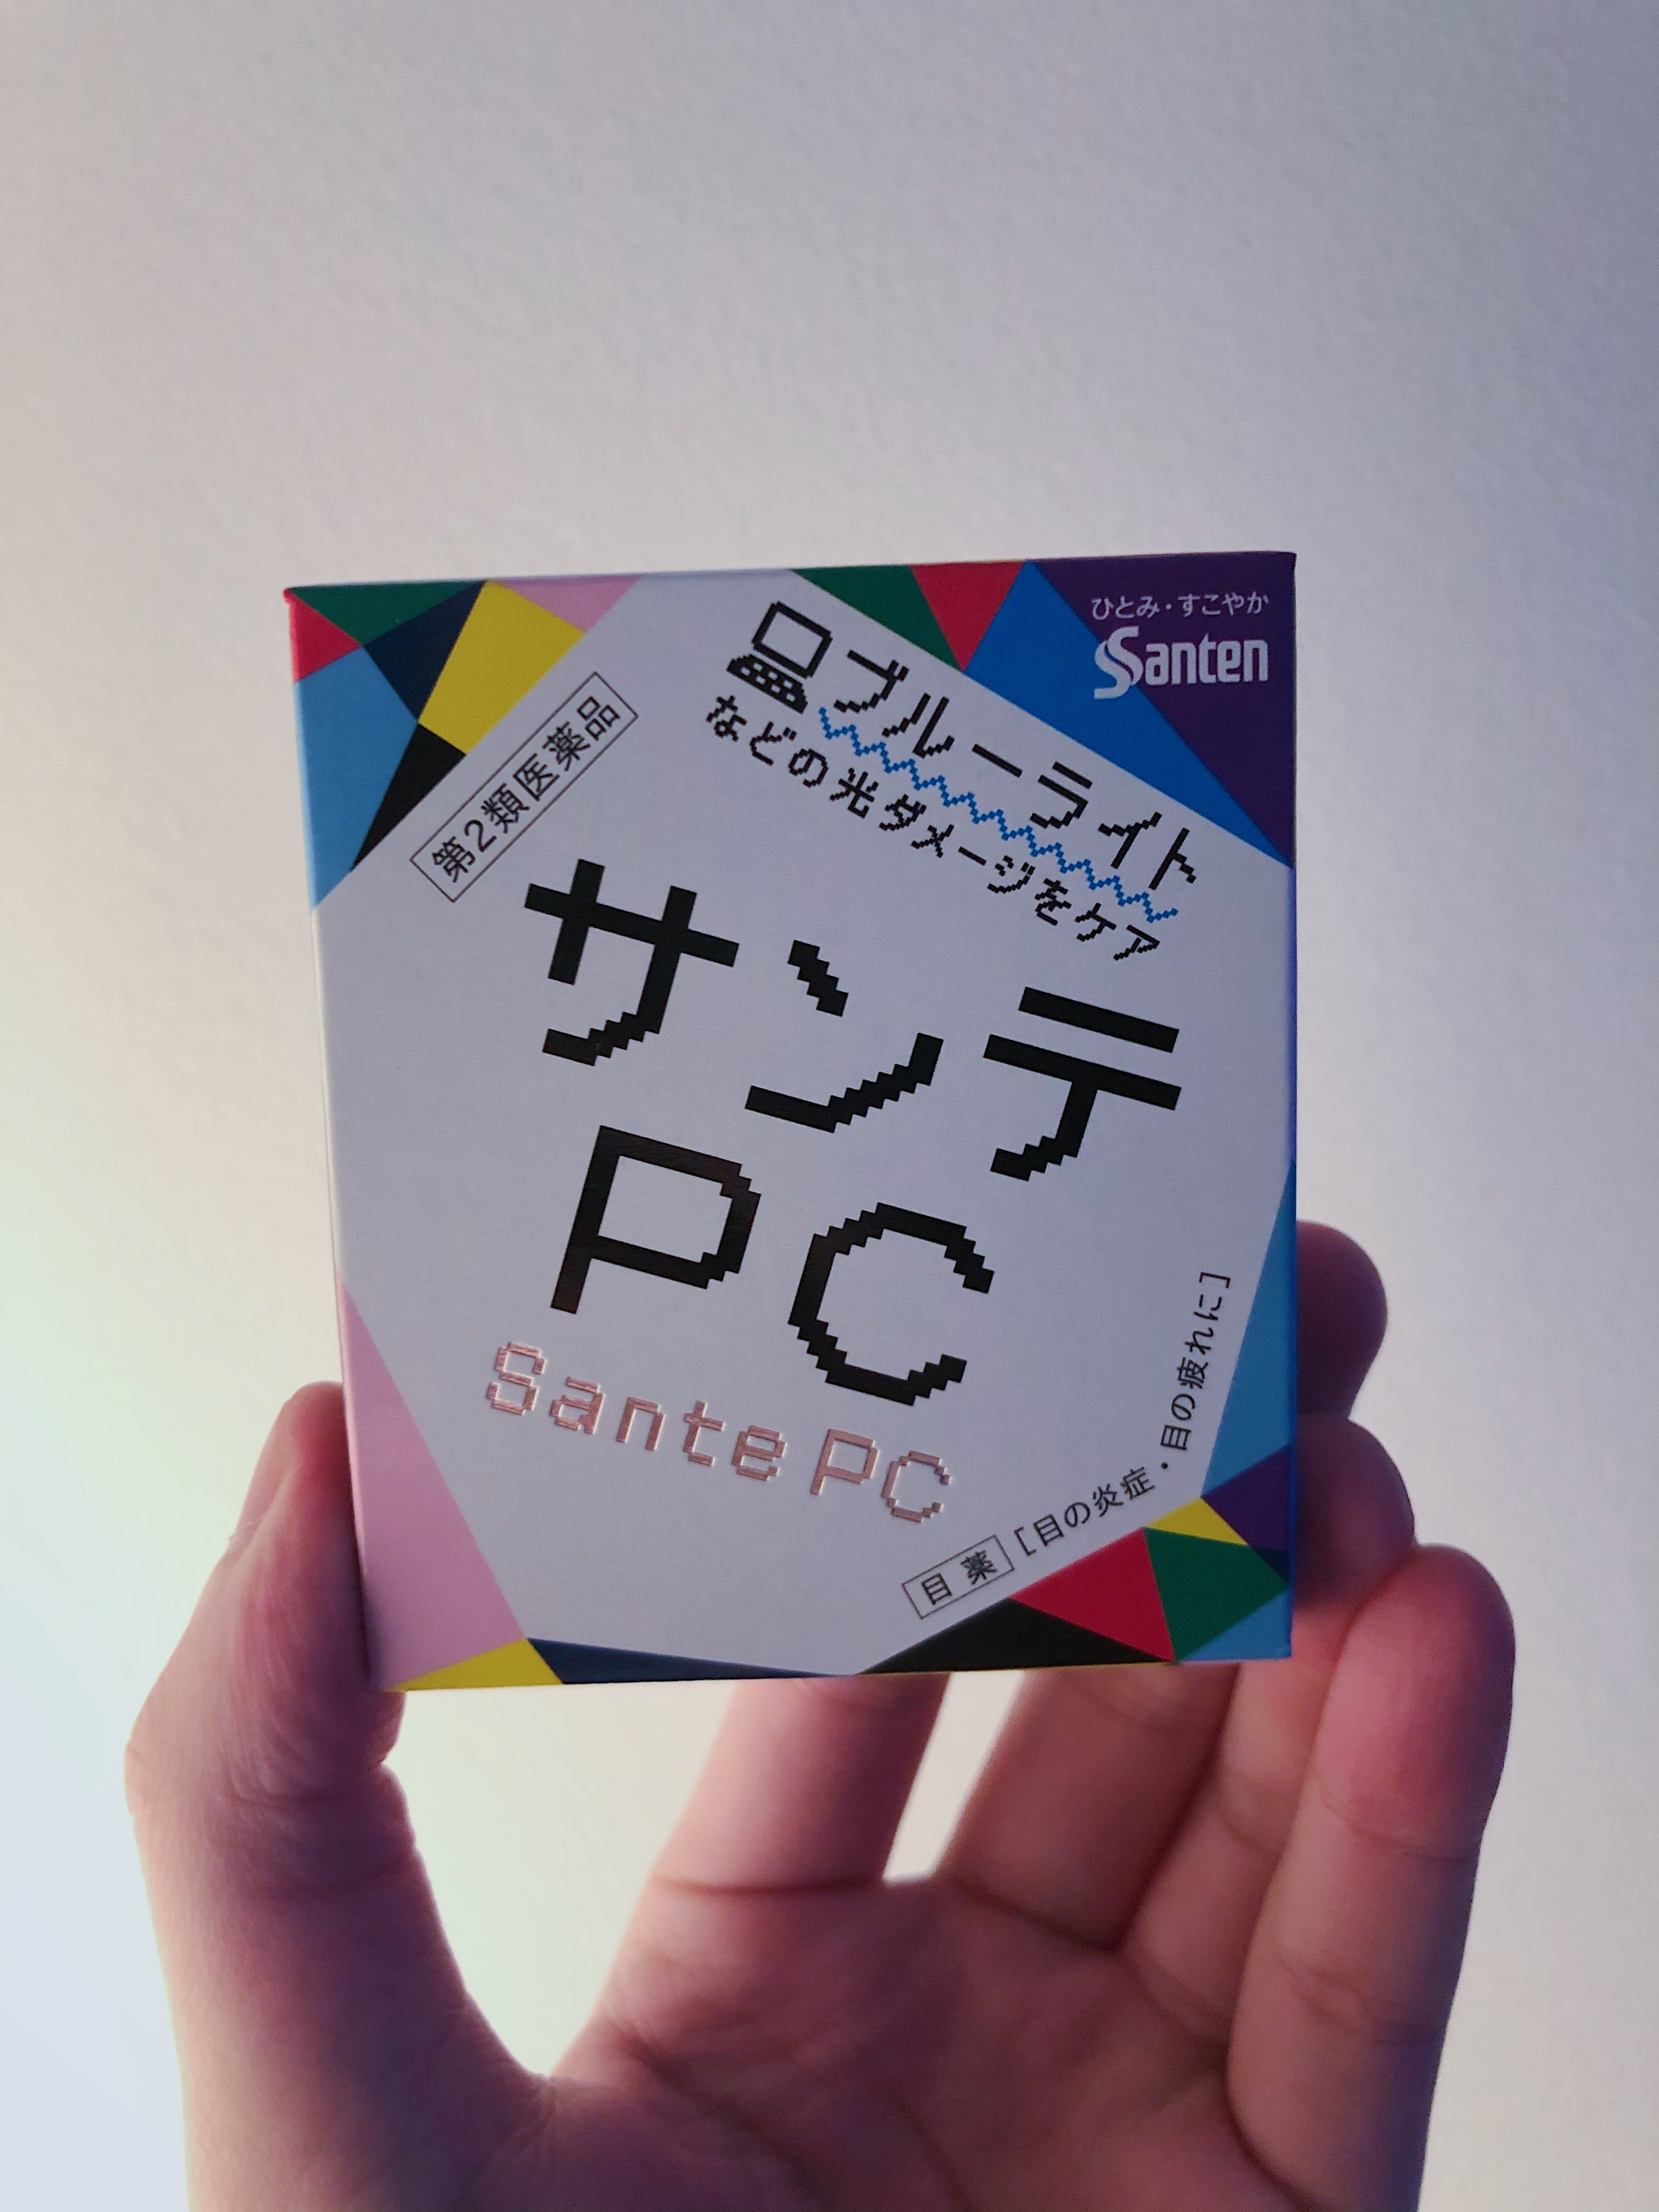 ひとみ・すこやか
Santen
ブルーライト
などの光ダメージをケア
第2類医薬品
サンテ
PC
Sante PC
目薬 [目の炎症・目の疲れに]